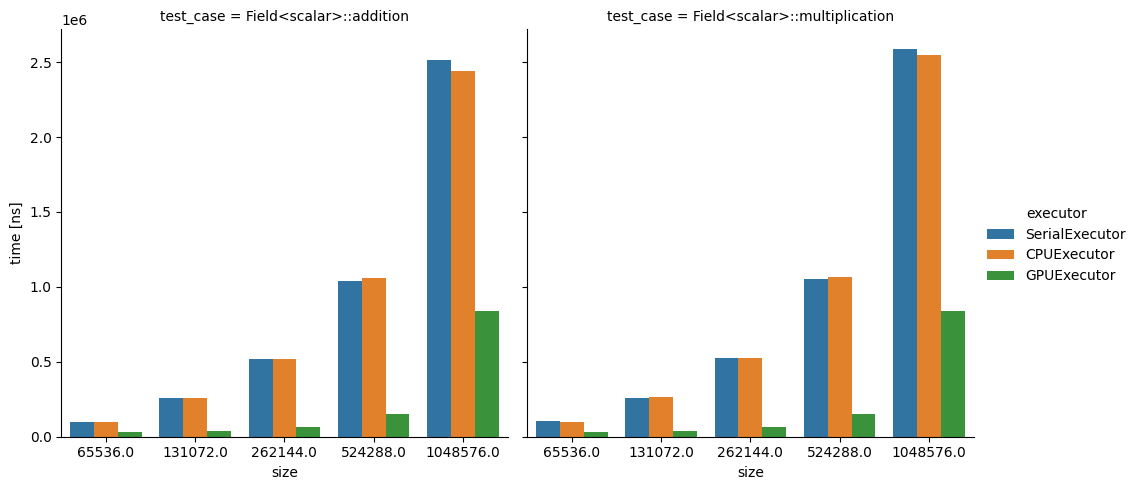 test_case = Field<scalar>::addition
test_case = Field<scalar>::multiplication
1e6
2.5
2.0
1.5
1.0
0.5
0.0
time [ns]
65536.0 131072.0 262144.0 524288.0 1048576.0
size
65536.0 131072.0 262144.0 524288.0 1048576.0
size
executor
SerialExecutor
CPUExecutor
GPUExecutor